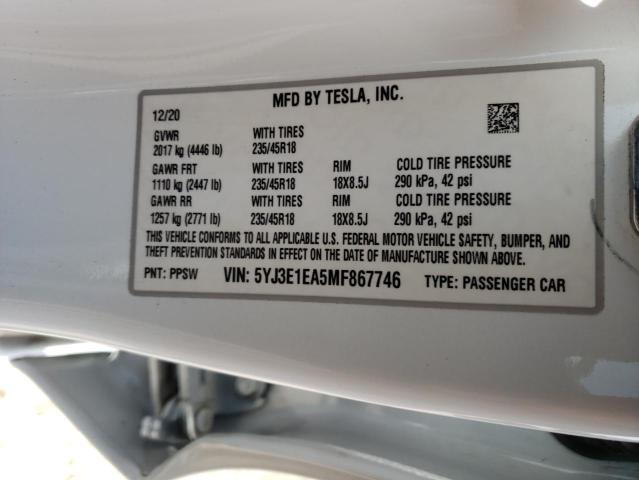 MFD BY TESLA, INC.
12/20
GVWR WITH TIRES
2017 kg (4446 lb) 235/45R18
GAWR FRT WITH TIRES RIM COLD TIRE PRESSURE
1110 kg (2447 lb) 235/45R18 18X8.5J 290 kPa, 42 psi
GAWR RR WITH TIRES RIM COLD TIRE PRESSURE
1257 kg (2771 lb) 235/45R18 18X8.5J 290 kPa, 42 psi
THIS VEHICLE CONFORMS TO ALL APPLICABLE U.S. FEDERAL MOTOR VEHICLE SAFETY, BUMPER, AND
THEFT PREVENTION STANDARDS IN EFFECT ON THE DATE OF MANUFACTURE SHOWN ABOVE.
PNT: PPSW VIN: 5YJ3E1EA5MF867746 TYPE: PASSENGER CAR